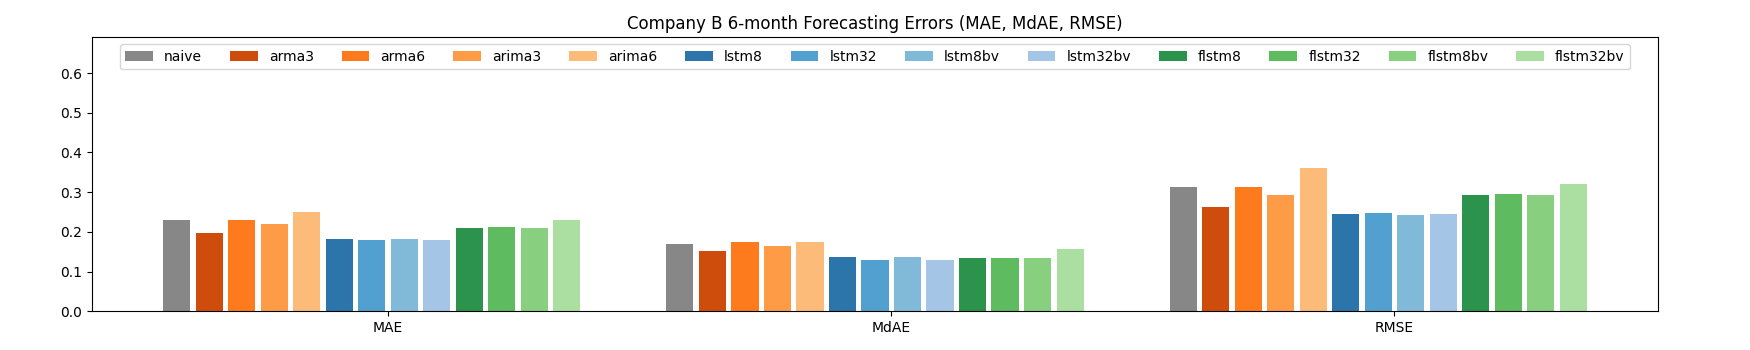 Company B 6-month Forecasting Errors (MAE, MdAE, RMSE)
naive arma3 arma6 arima3 arima6 lstm8 lstm32 lstm8bv lstm32bv flstm8 flstm32 flstm8bv flstm32bv
0.6
0.5
0.4
0.3
0.2
0.1
0.0
MAE MdAE RMSE